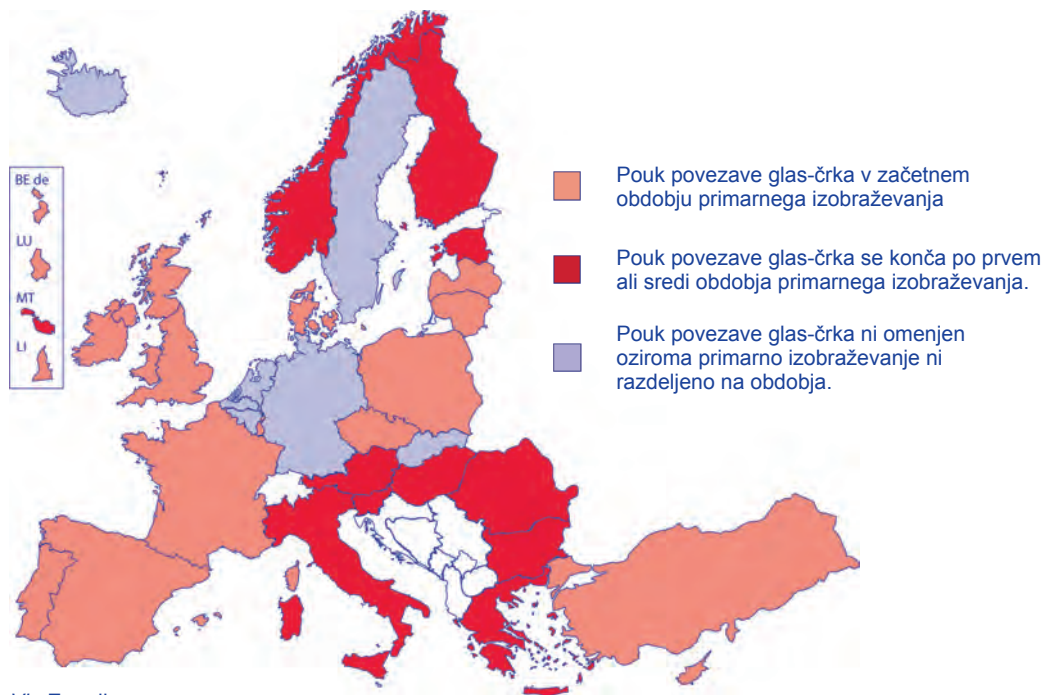 BE de
LU
MT
LI
Pouk povezave glas-črka v začetnem
obdobju primarnega izobraževanja
Pouk povezave glas-črka se konča po prvem
ali sredi obdobja primarnega izobraževanja.
Pouk povezave glas-črka ni omenjen
oziroma primarno izobraževanje ni
razdeljeno na obdobja.